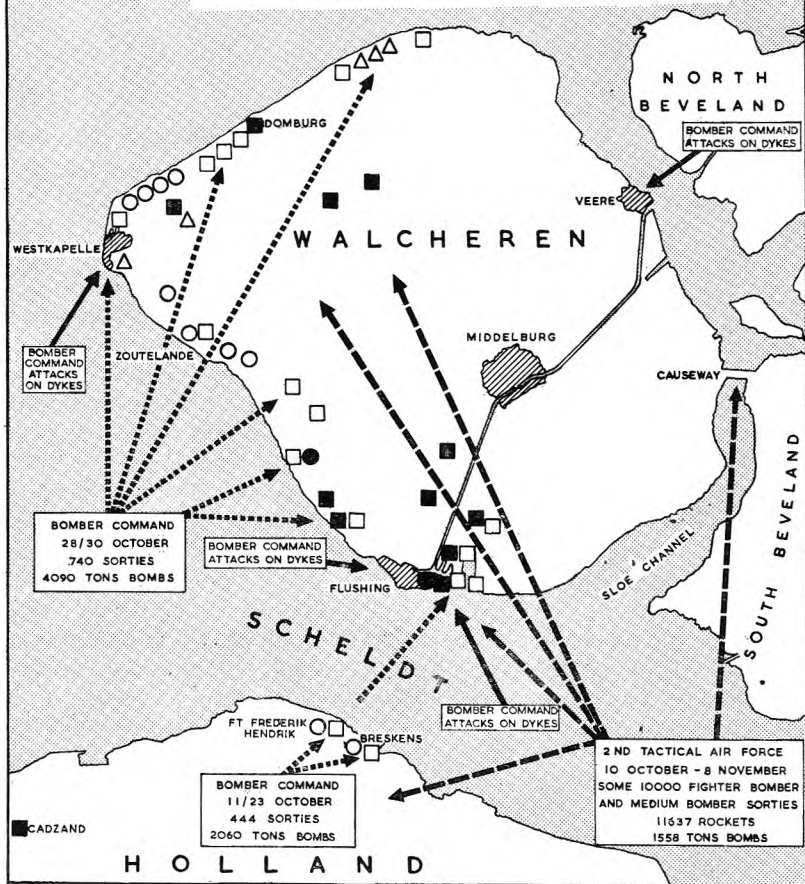 NORTH
BEVELAND
BOMBER COMMAND
ATTACKS ON DYKES
DOMBURG
VEERE
WALCHEREN
WESTKAPELLE
BOMBER
COMMAND
ATTACKS
ON DYKES
ZOUTELANDE
MIDDELBURG
CAUSEWAY
BOMBER COMMAND
28/30 OCTOBER
740 SORTIES
4090 TONS BOMBS
BOMBER COMMAND
ATTACKS ON DYKES
FLUSHING
SLOE CHANNEL
SOUTH BEVELAND
SCHELDT
BOMBER COMMAND
ATTACKS ON DYKES
FT FREDERIK
HENDRIK
BRESKENS
BOMBER COMMAND
11/23 OCTOBER
444 SORTIES
2060 TONS BOMBS
2ND TACTICAL AIR FORCE
10 OCTOBER - 8 NOVEMBER
SOME 10000 FIGHTER BOMBER
AND MEDIUM BOMBER SORTIES
11637 ROCKETS
1558 TONS BOMBS
CADZAND
HOLLAND